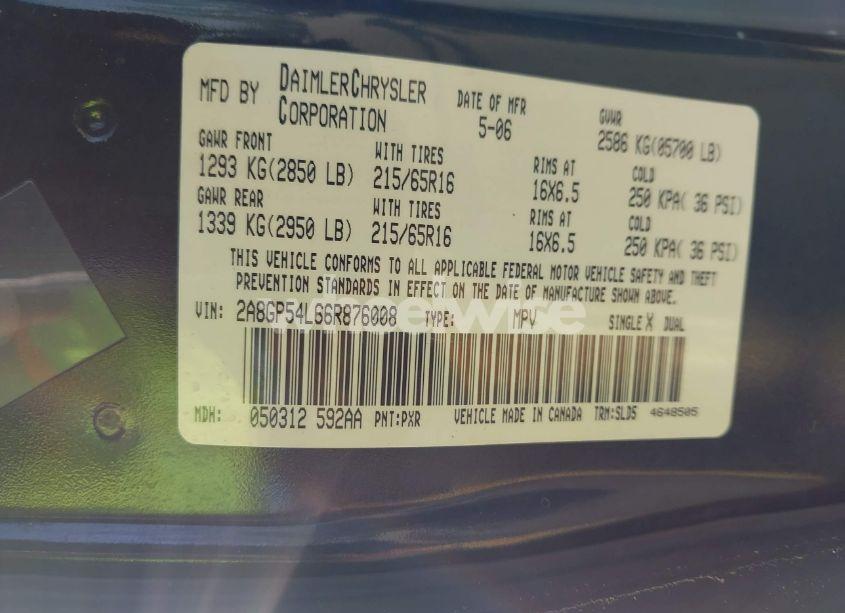 MFD BY DAIMLERCHRYSLER CORPORATION DATE OF MFR 5-06 GVWR 2586 KG(05700 LB)
GAWR FRONT WITH TIRES RIMS AT COLD
1293 KG(2850 LB) 215/65R16 16X6.5 250 KPA( 36 PSI)
GAWR REAR WITH TIRES RIMS AT COLD
1339 KG(2950 LB) 215/65R16 16X6.5 250 KPA( 36 PSI)
THIS VEHICLE CONFORMS TO ALL APPLICABLE FEDERAL MOTOR VEHICLE SAFETY AND THEFT
PREVENTION STANDARDS IN EFFECT ON THE DATE OF MANUFACTURE SHOWN ABOVE.
VIN: 2A8GP54LG6R876008 TYPE: MPV SINGLE X DUAL
MDH: 050312 592AA PNT:PXR VEHICLE MADE IN CANADA TRM:SLD5 4648505